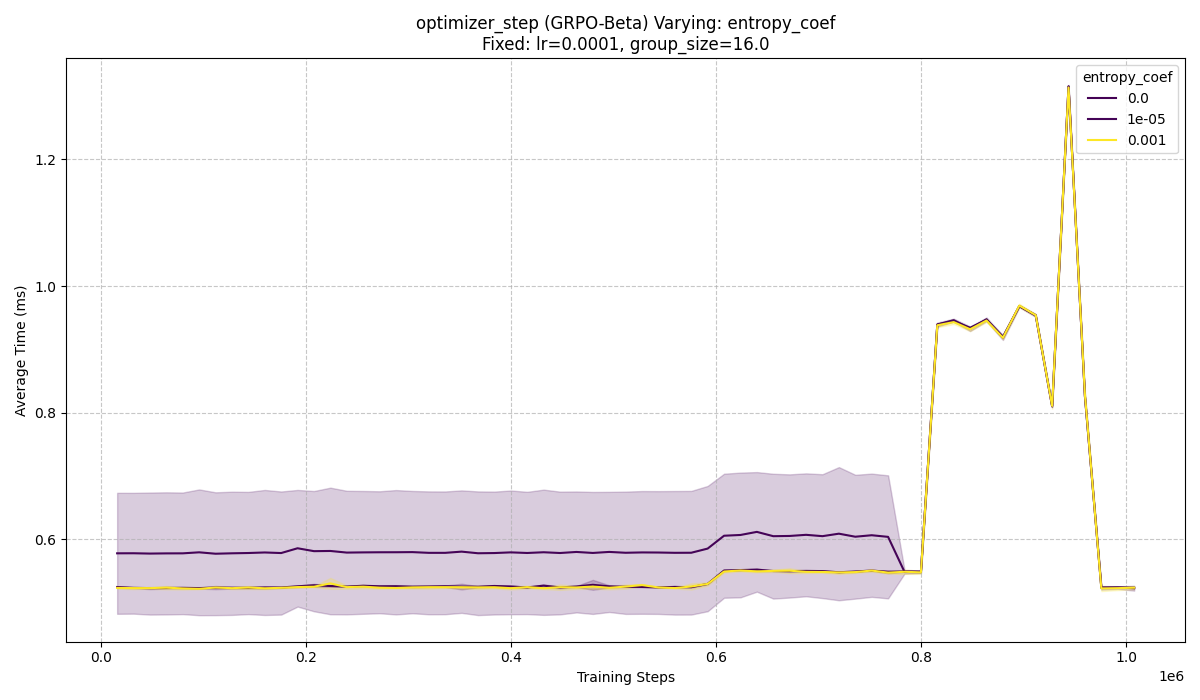 optimizer_step (GRPO-Beta) Varying: entropy_coef
Fixed: lr=0.0001, group_size=16.0
entropy_coef
0.0
1e-05
0.001
Average Time (ms)
1.2
1.0
0.8
0.6
0.0
0.2
0.4
0.6
0.8
1.0
1e6
Training Steps